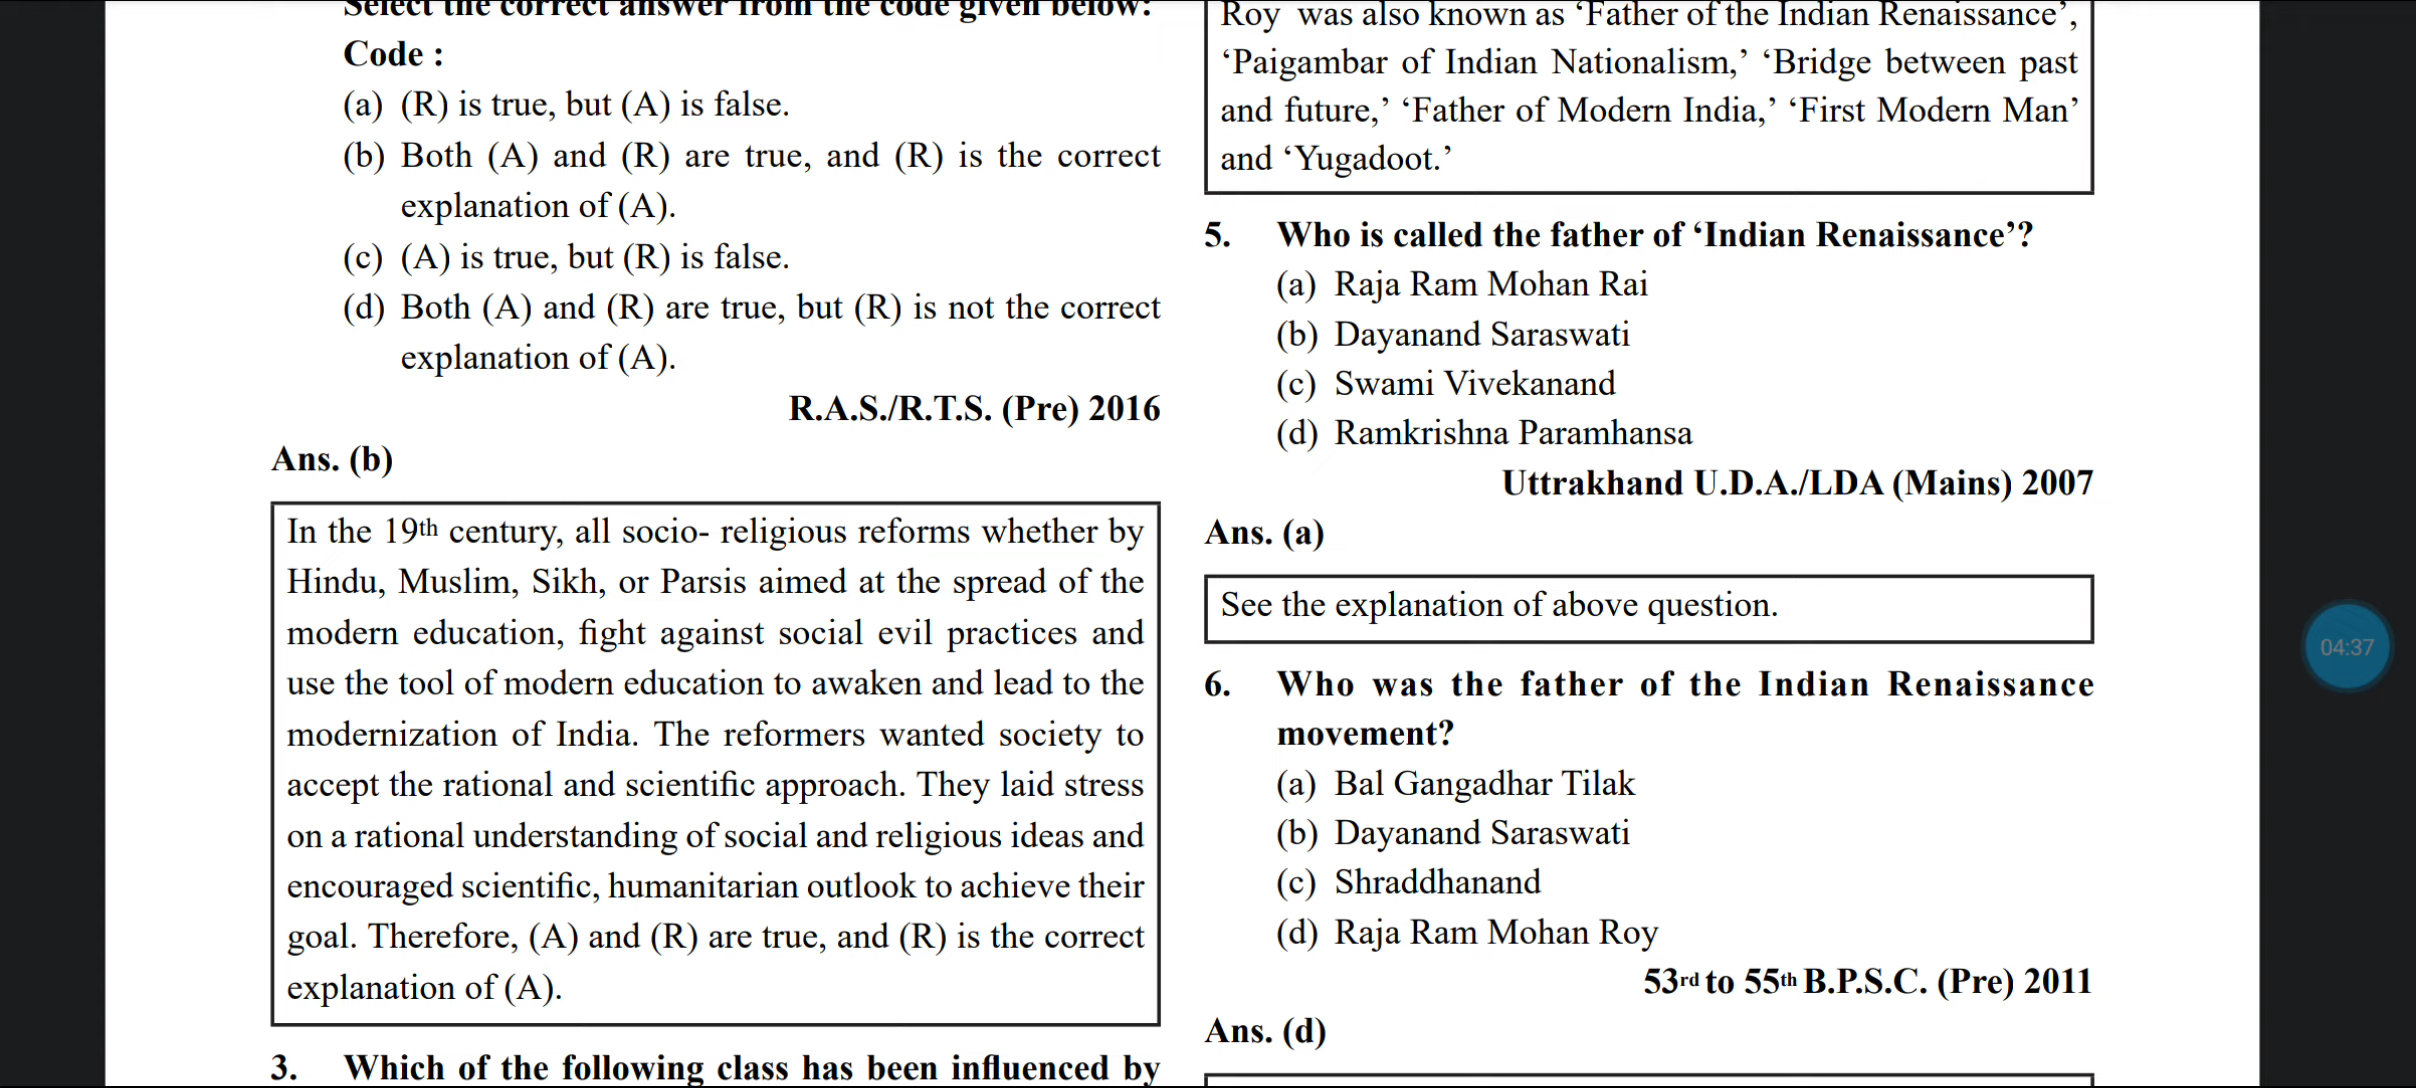 Select the correct answer from the code given below:
Code :
(a) (R) is true, but (A) is false.
(b) Both (A) and (R) are true, and (R) is the correct
explanation of (A).
(c) (A) is true, but (R) is false.
(d) Both (A) and (R) are true, but (R) is not the correct
explanation of (A).
R.A.S./R.T.S. (Pre) 2016
Ans. (b)
In the 19th century, all socio- religious reforms whether by
Hindu, Muslim, Sikh, or Parsis aimed at the spread of the
modern education, fight against social evil practices and
use the tool of modern education to awaken and lead to the
modernization of India. The reformers wanted society to
accept the rational and scientific approach. They laid stress
on a rational understanding of social and religious ideas and
encouraged scientific, humanitarian outlook to achieve their
goal. Therefore, (A) and (R) are true, and (R) is the correct
explanation of (A).
3. Which of the following class has been influenced by
Roy was also known as ‘Father of the Indian Renaissance’,
‘Paigambar of Indian Nationalism,’ ‘Bridge between past
and future,’ ‘Father of Modern India,’ ‘First Modern Man’
and ‘Yugadoot.’
5. Who is called the father of ‘Indian Renaissance’?
(a) Raja Ram Mohan Rai
(b) Dayanand Saraswati
(c) Swami Vivekanand
(d) Ramkrishna Paramhansa
Uttrakhand U.D.A./LDA (Mains) 2007
Ans. (a)
See the explanation of above question.
6. Who was the father of the Indian Renaissance
movement?
(a) Bal Gangadhar Tilak
(b) Dayanand Saraswati
(c) Shraddhanand
(d) Raja Ram Mohan Roy
53rd to 55th B.P.S.C. (Pre) 2011
Ans. (d)
04:37